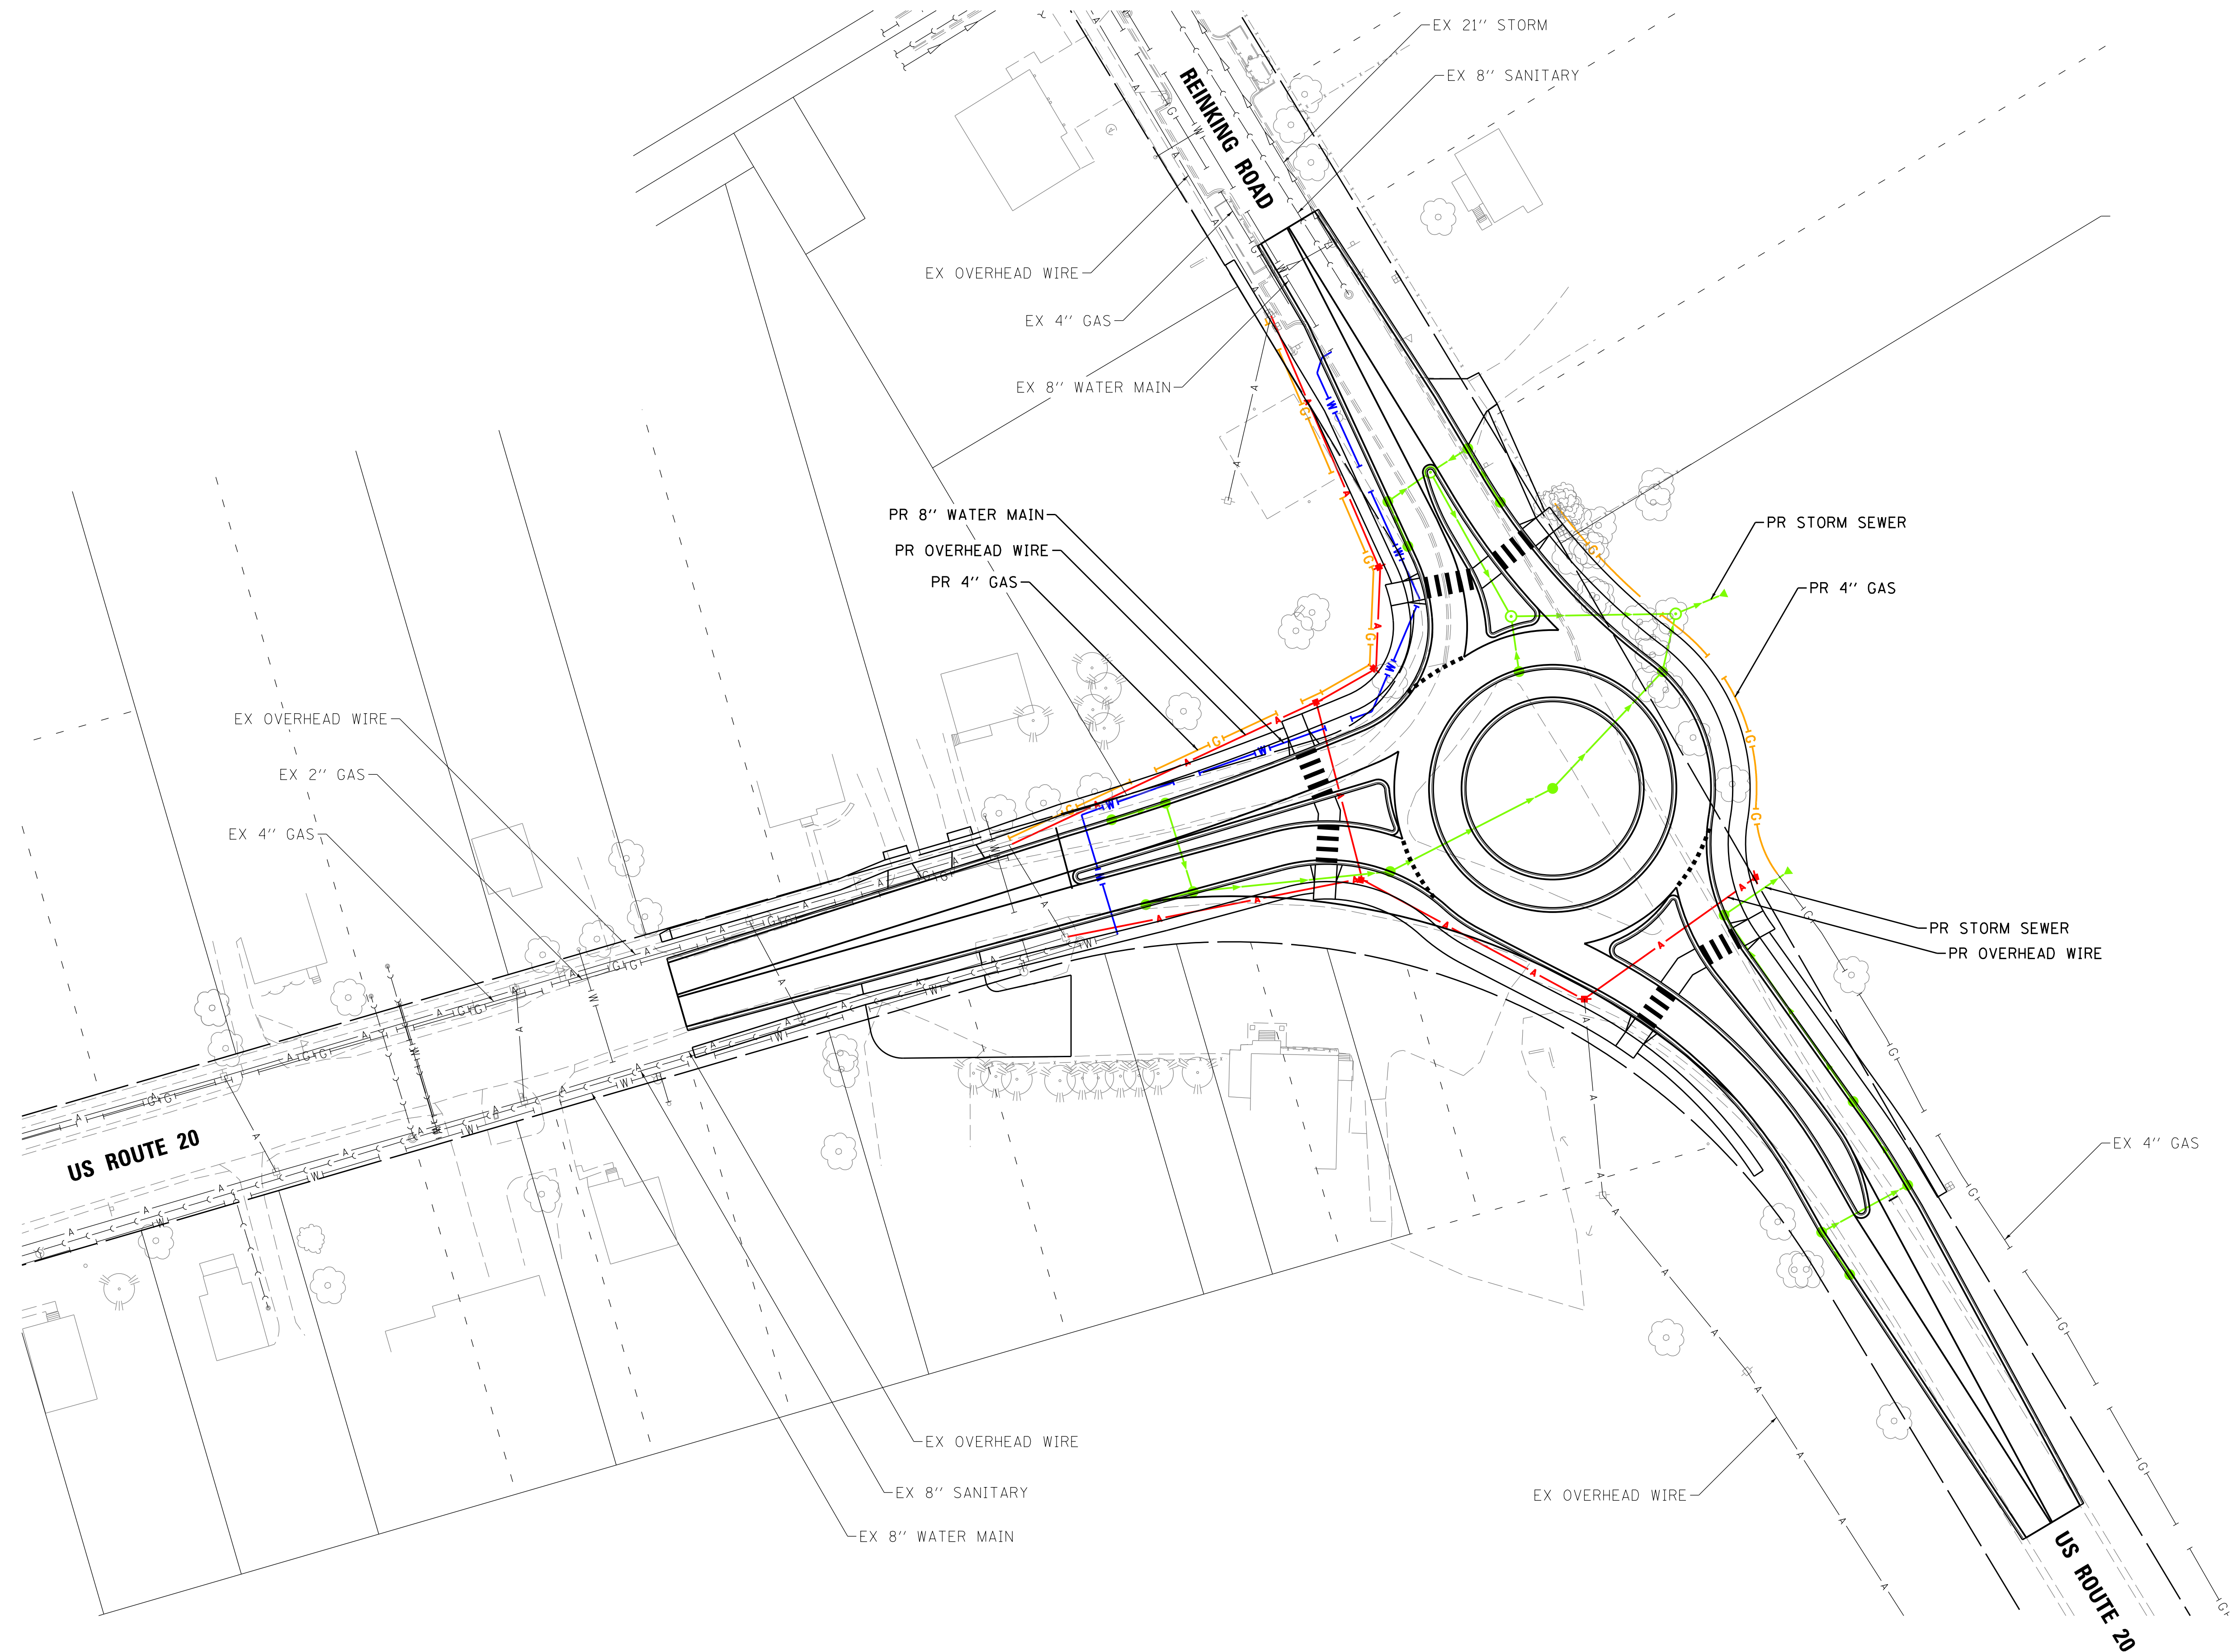 EX 21'' STORM
EX 8'' SANITARY
REINKING ROAD
EX OVERHEAD WIRE
EX 4'' GAS
EX 8'' WATER MAIN
PR 8'' WATER MAIN
PR OVERHEAD WIRE
PR 4'' GAS
PR STORM SEWER
PR 4'' GAS
EX OVERHEAD WIRE
EX 2'' GAS
EX 4'' GAS
PR STORM SEWER
PR OVERHEAD WIRE
US ROUTE 20
EX 4'' GAS
EX OVERHEAD WIRE
EX 8'' SANITARY
EX 8'' WATER MAIN
EX OVERHEAD WIRE
US ROUTE 20